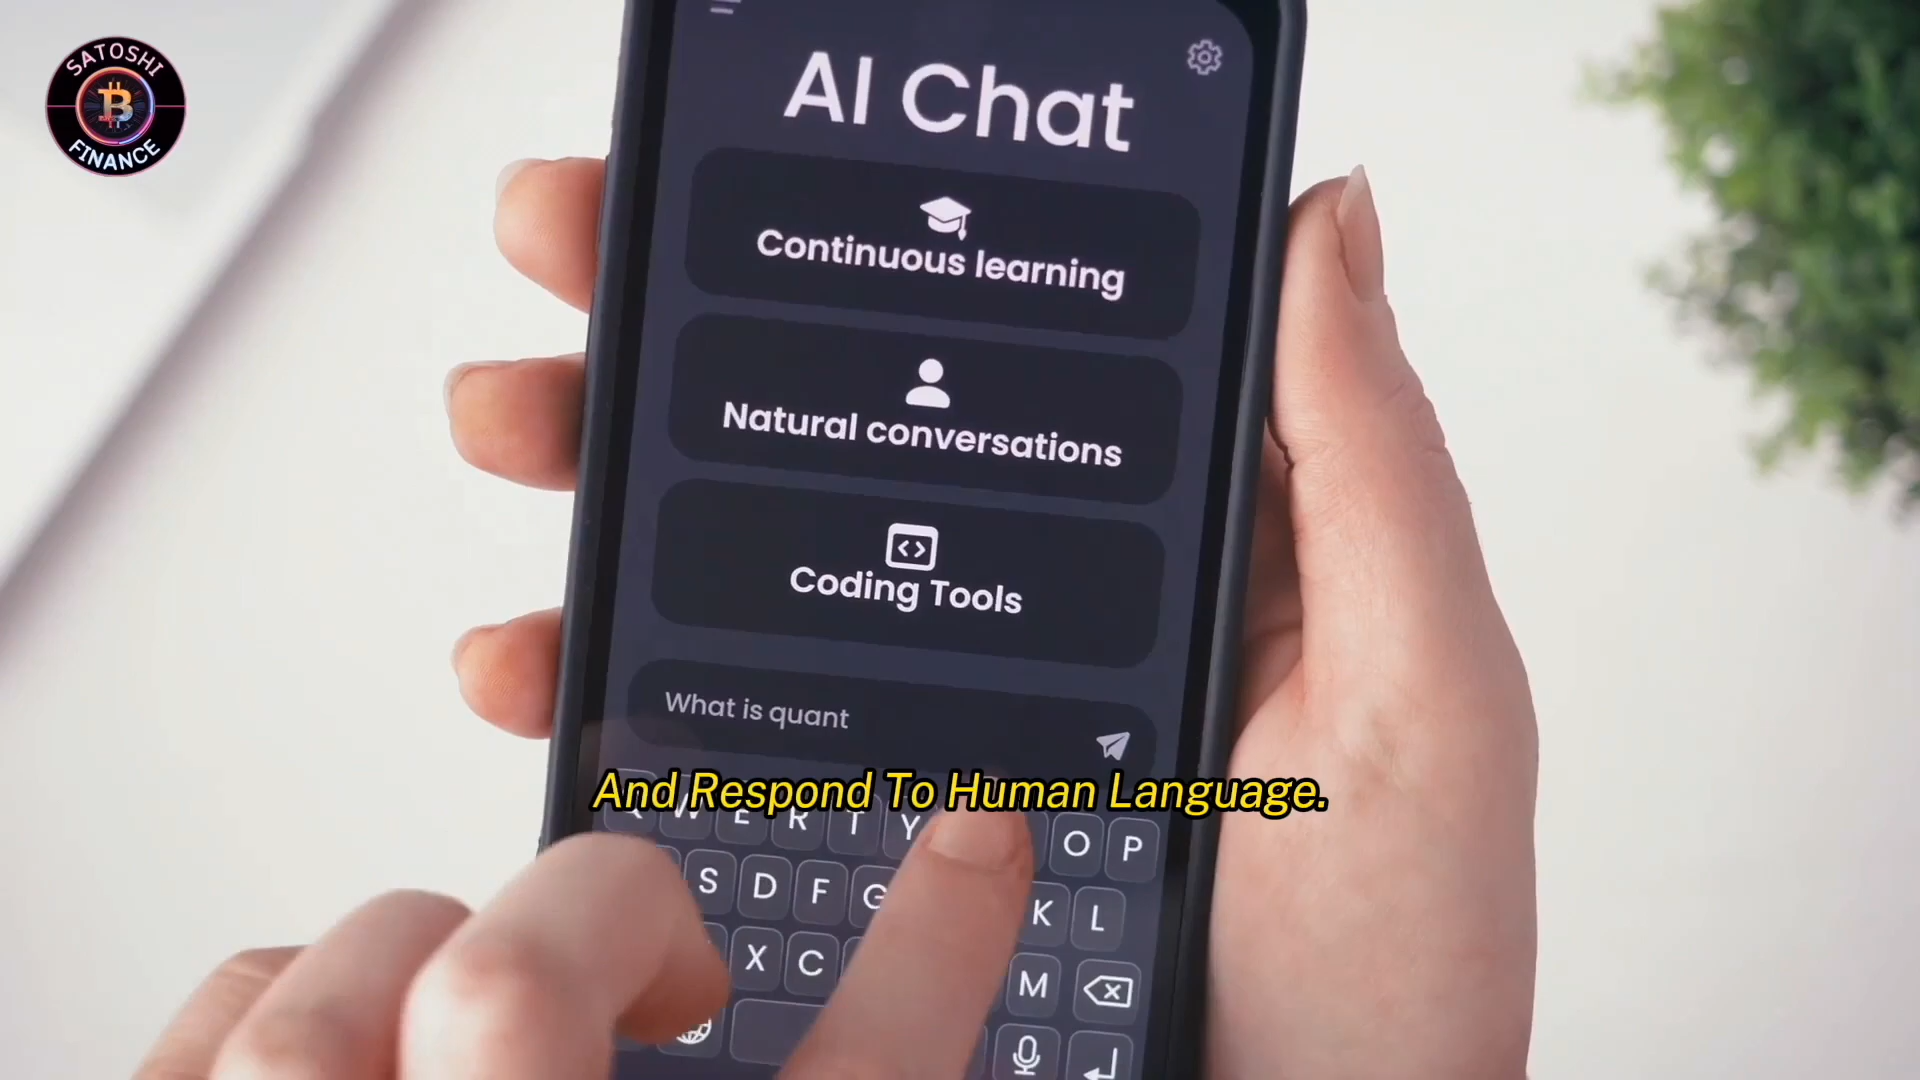 SATOSHI
FINANCE
AI Chat
Continuous learning
Natural conversations
Coding Tools
What is quant
And Respond To Human Language.
W E R T Y O P
S D F G K L
X C M